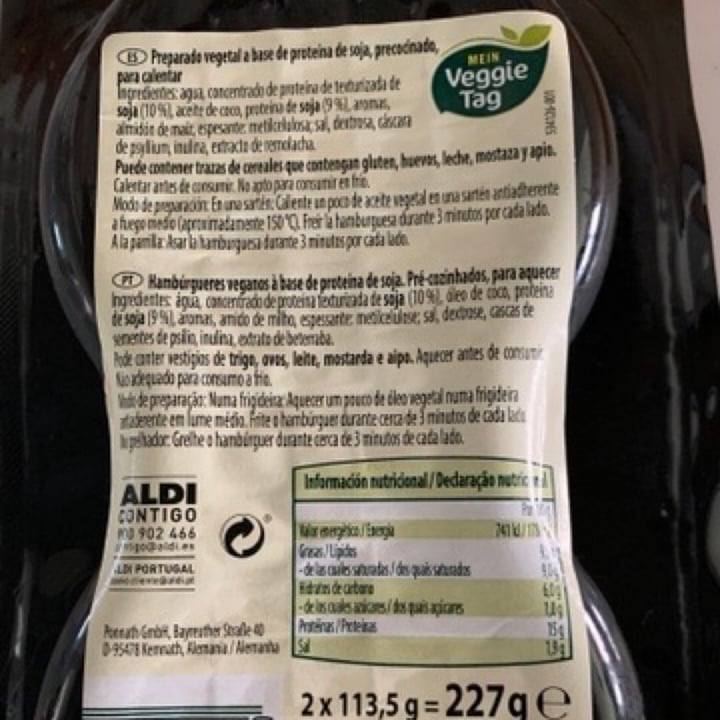 ES Preparado vegetal a base de proteína de soja, precocinado,
para calentar
MEIN
Veggie
Tag
Ingredientes: agua, concentrado de proteína de texturizada de
soja (10 %), aceite de coco, proteína de soja (9 %), aromas,
almidón de maíz, espesante: metilcelulosa; sal, dextrosa, cáscara
de psyllium, inulina, extracto de remolacha.
Puede contener trazas de cereales que contengan gluten, huevos, leche, mostaza y apio.
Calentar antes de consumir. No apto para consumir en frío.
Modo de preparación: En una sartén: Caliente un poco de aceite vegetal en una sartén antiadherente
a fuego medio (aproximadamente 150 °C). Freír la hamburguesa durante 3 minutos por cada lado.
A la parrilla: Asar la hamburguesa durante 3 minutos por cada lado.
PT Hambúrgueres veganos à base de proteína de soja. Pré-cozinhados, para aquecer
Ingredientes: água, concentrado de proteína texturizada de soja (10 %), óleo de coco, proteína
de soja (9 %), aromas, amido de milho, espessante: metilcelulose; sal, dextrose, cascas de
sementes de psílio, inulina, extrato de beterraba.
Pode conter vestígios de trigo, ovos, leite, mostarda e aipo. Aquecer antes de consumir.
Não adequado para consumo a frio.
Modo de preparação: Numa frigideira: Aquecer um pouco de óleo vegetal numa frigideira
antiaderente em lume médio. Frite o hambúrguer durante cerca de 3 minutos de cada lado.
No grelhador: Grelhe o hambúrguer durante cerca de 3 minutos de cada lado.
ALDI
CONTIGO
902 466
@aldi.es
ALDI PORTUGAL
Información nutricional / Declaração
Valor energético / Energia 741 kJ /
Grasas / Lípidos
- de las cuales saturadas / dos quais saturados
Hidratos de carbono 6,0 g
- de los cuales azúcares / dos quais açúcares 1,8 g
Proteínas / Proteínas 15 g
Sal 1,9 g
Ponnath GmbH, Bayreuther Straße 40
D-95478 Kemnath, Alemania / Alemanha
2 x 113,5 g = 227 g e